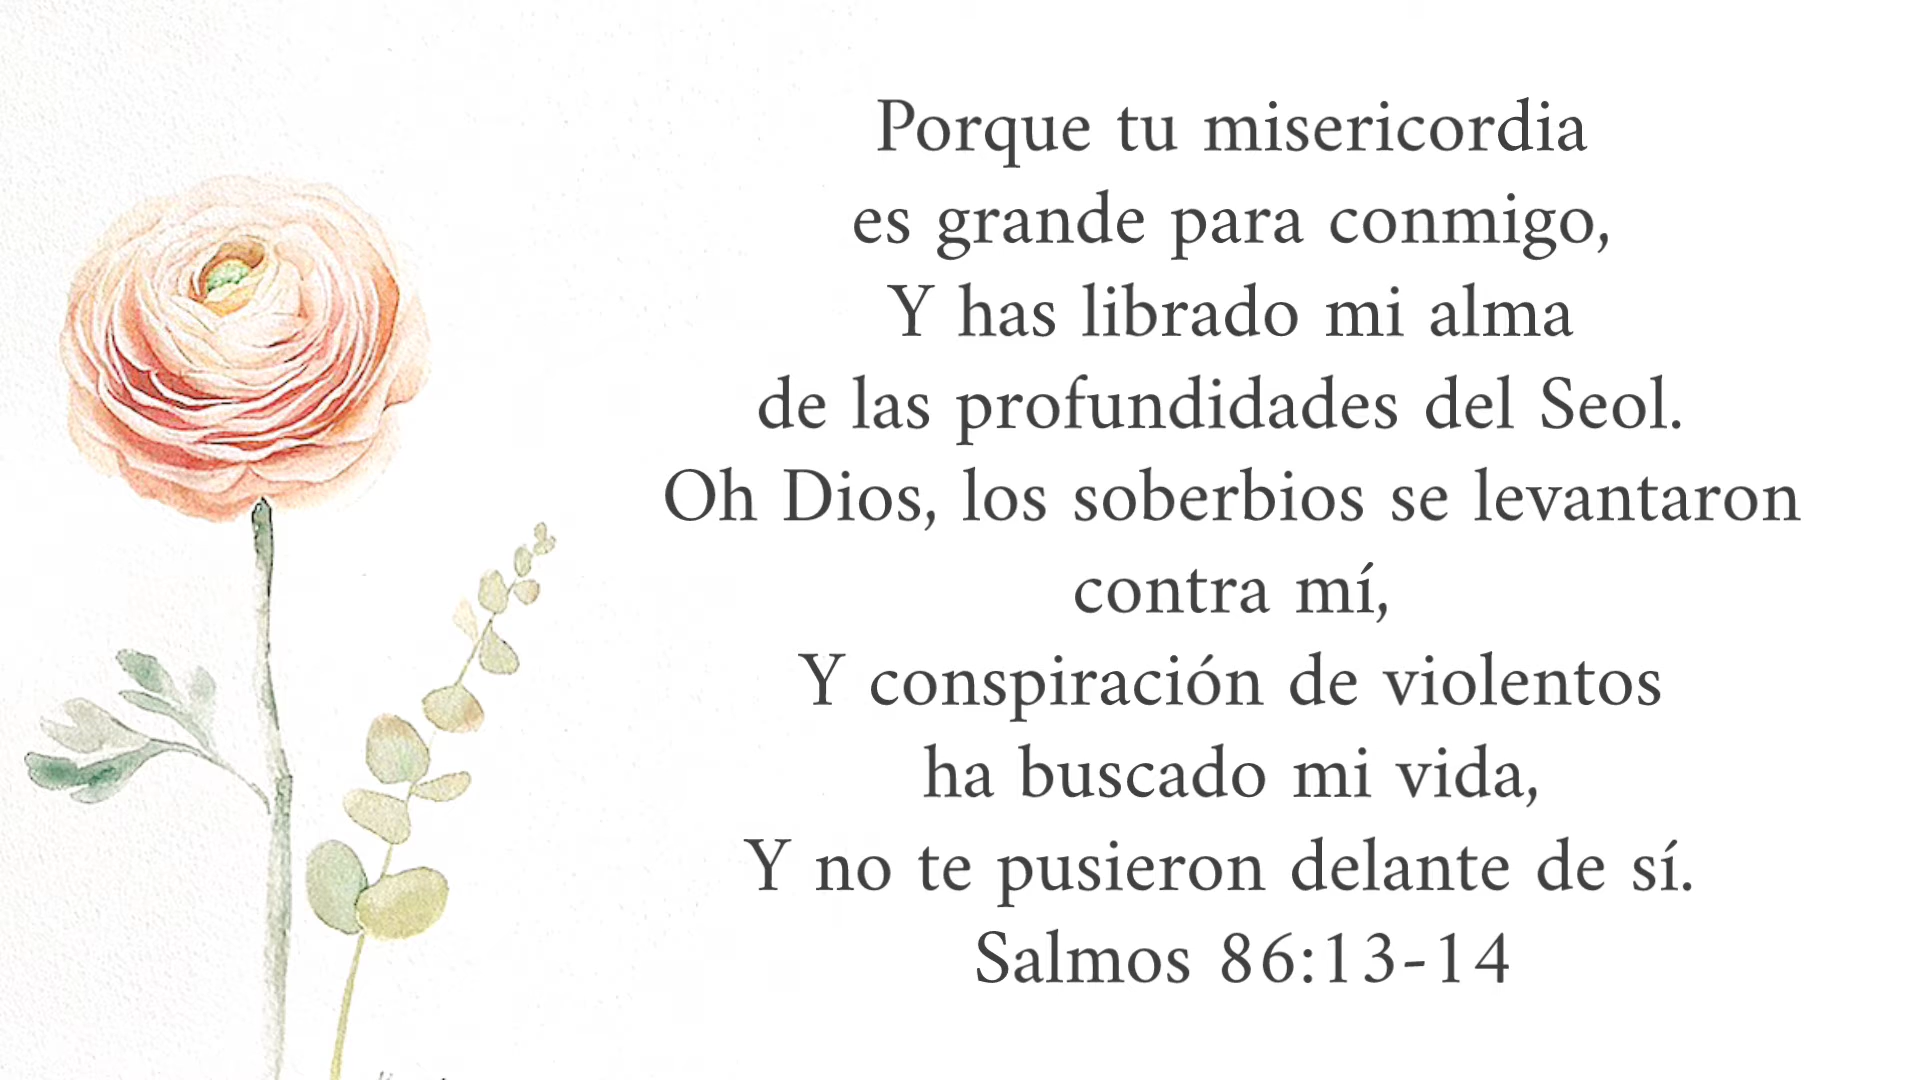 Porque tu misericordia
es grande para conmigo,
Y has librado mi alma
de las profundidades del Seol.
Oh Dios, los soberbios se levantaron
contra mí,
Y conspiración de violentos
ha buscado mi vida,
Y no te pusieron delante de sí.
Salmos 86:13-14